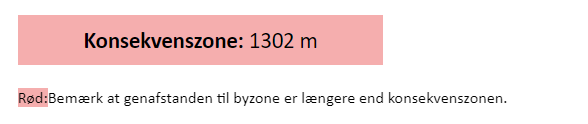 Konsekvenszone: 1302 m
Rød:Bemærk at genafstanden til byzone er længere end konsekvenszonen.